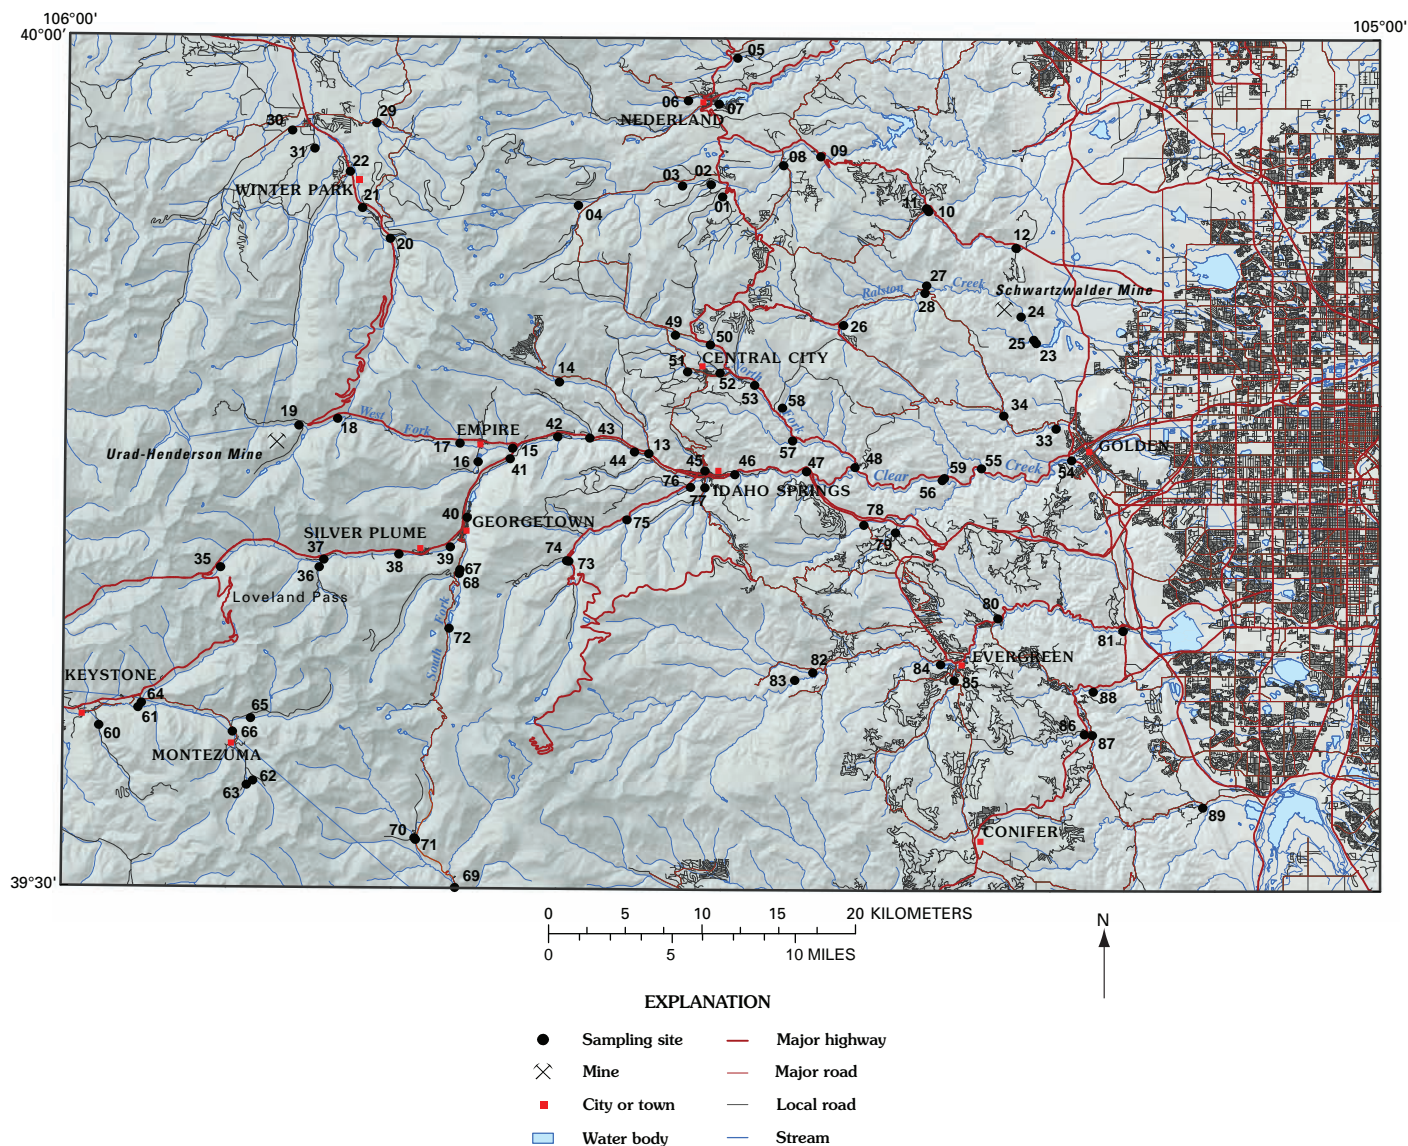 106°00'
105°00'
40°00'
05
06
07
NEDERLAND
29
30
31
22
WINTER PARK
21
20
03
02
01
04
08
09
11
10
12
27
Ralston
Creek
28
Schwartzwalder Mine
24
25
23
26
49
50
51
CENTRAL CITY
North
52
53
58
Fork
57
14
34
33
GOLDEN
54
19
18
West
Fork
EMPIRE
Urad-Henderson Mine
17
16
15
41
42
43
44
13
45
46
47
48
Clear
59
55
Creek
56
76
77
IDAHO SPRINGS
75
78
79
40
GEORGETOWN
SILVER PLUME
39
38
37
36
35
Loveland Pass
67
68
74
73
72
South
Fork
80
81
82
83
84
EVERGREEN
85
88
86
87
KEYSTONE
64
61
60
65
66
MONTEZUMA
62
63
70
71
69
CONIFER
89
39°30'
0 5 10 15 20 KILOMETERS
0 5 10 MILES
N
EXPLANATION
Sampling site
Major highway
Mine
Major road
City or town
Local road
Water body
Stream